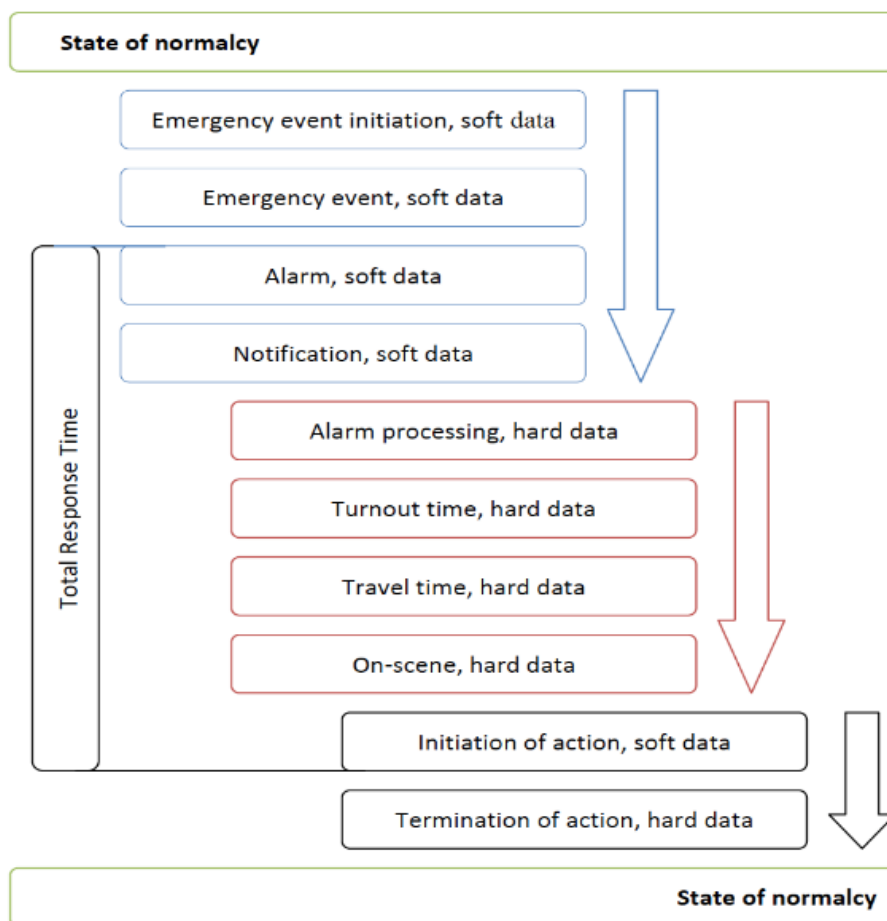 State of normalcy
Emergency event initiation, soft data
Emergency event, soft data
Alarm, soft data
Notification, soft data
Total Response Time
Alarm processing, hard data
Turnout time, hard data
Travel time, hard data
On-scene, hard data
Initiation of action, soft data
Termination of action, hard data
State of normalcy